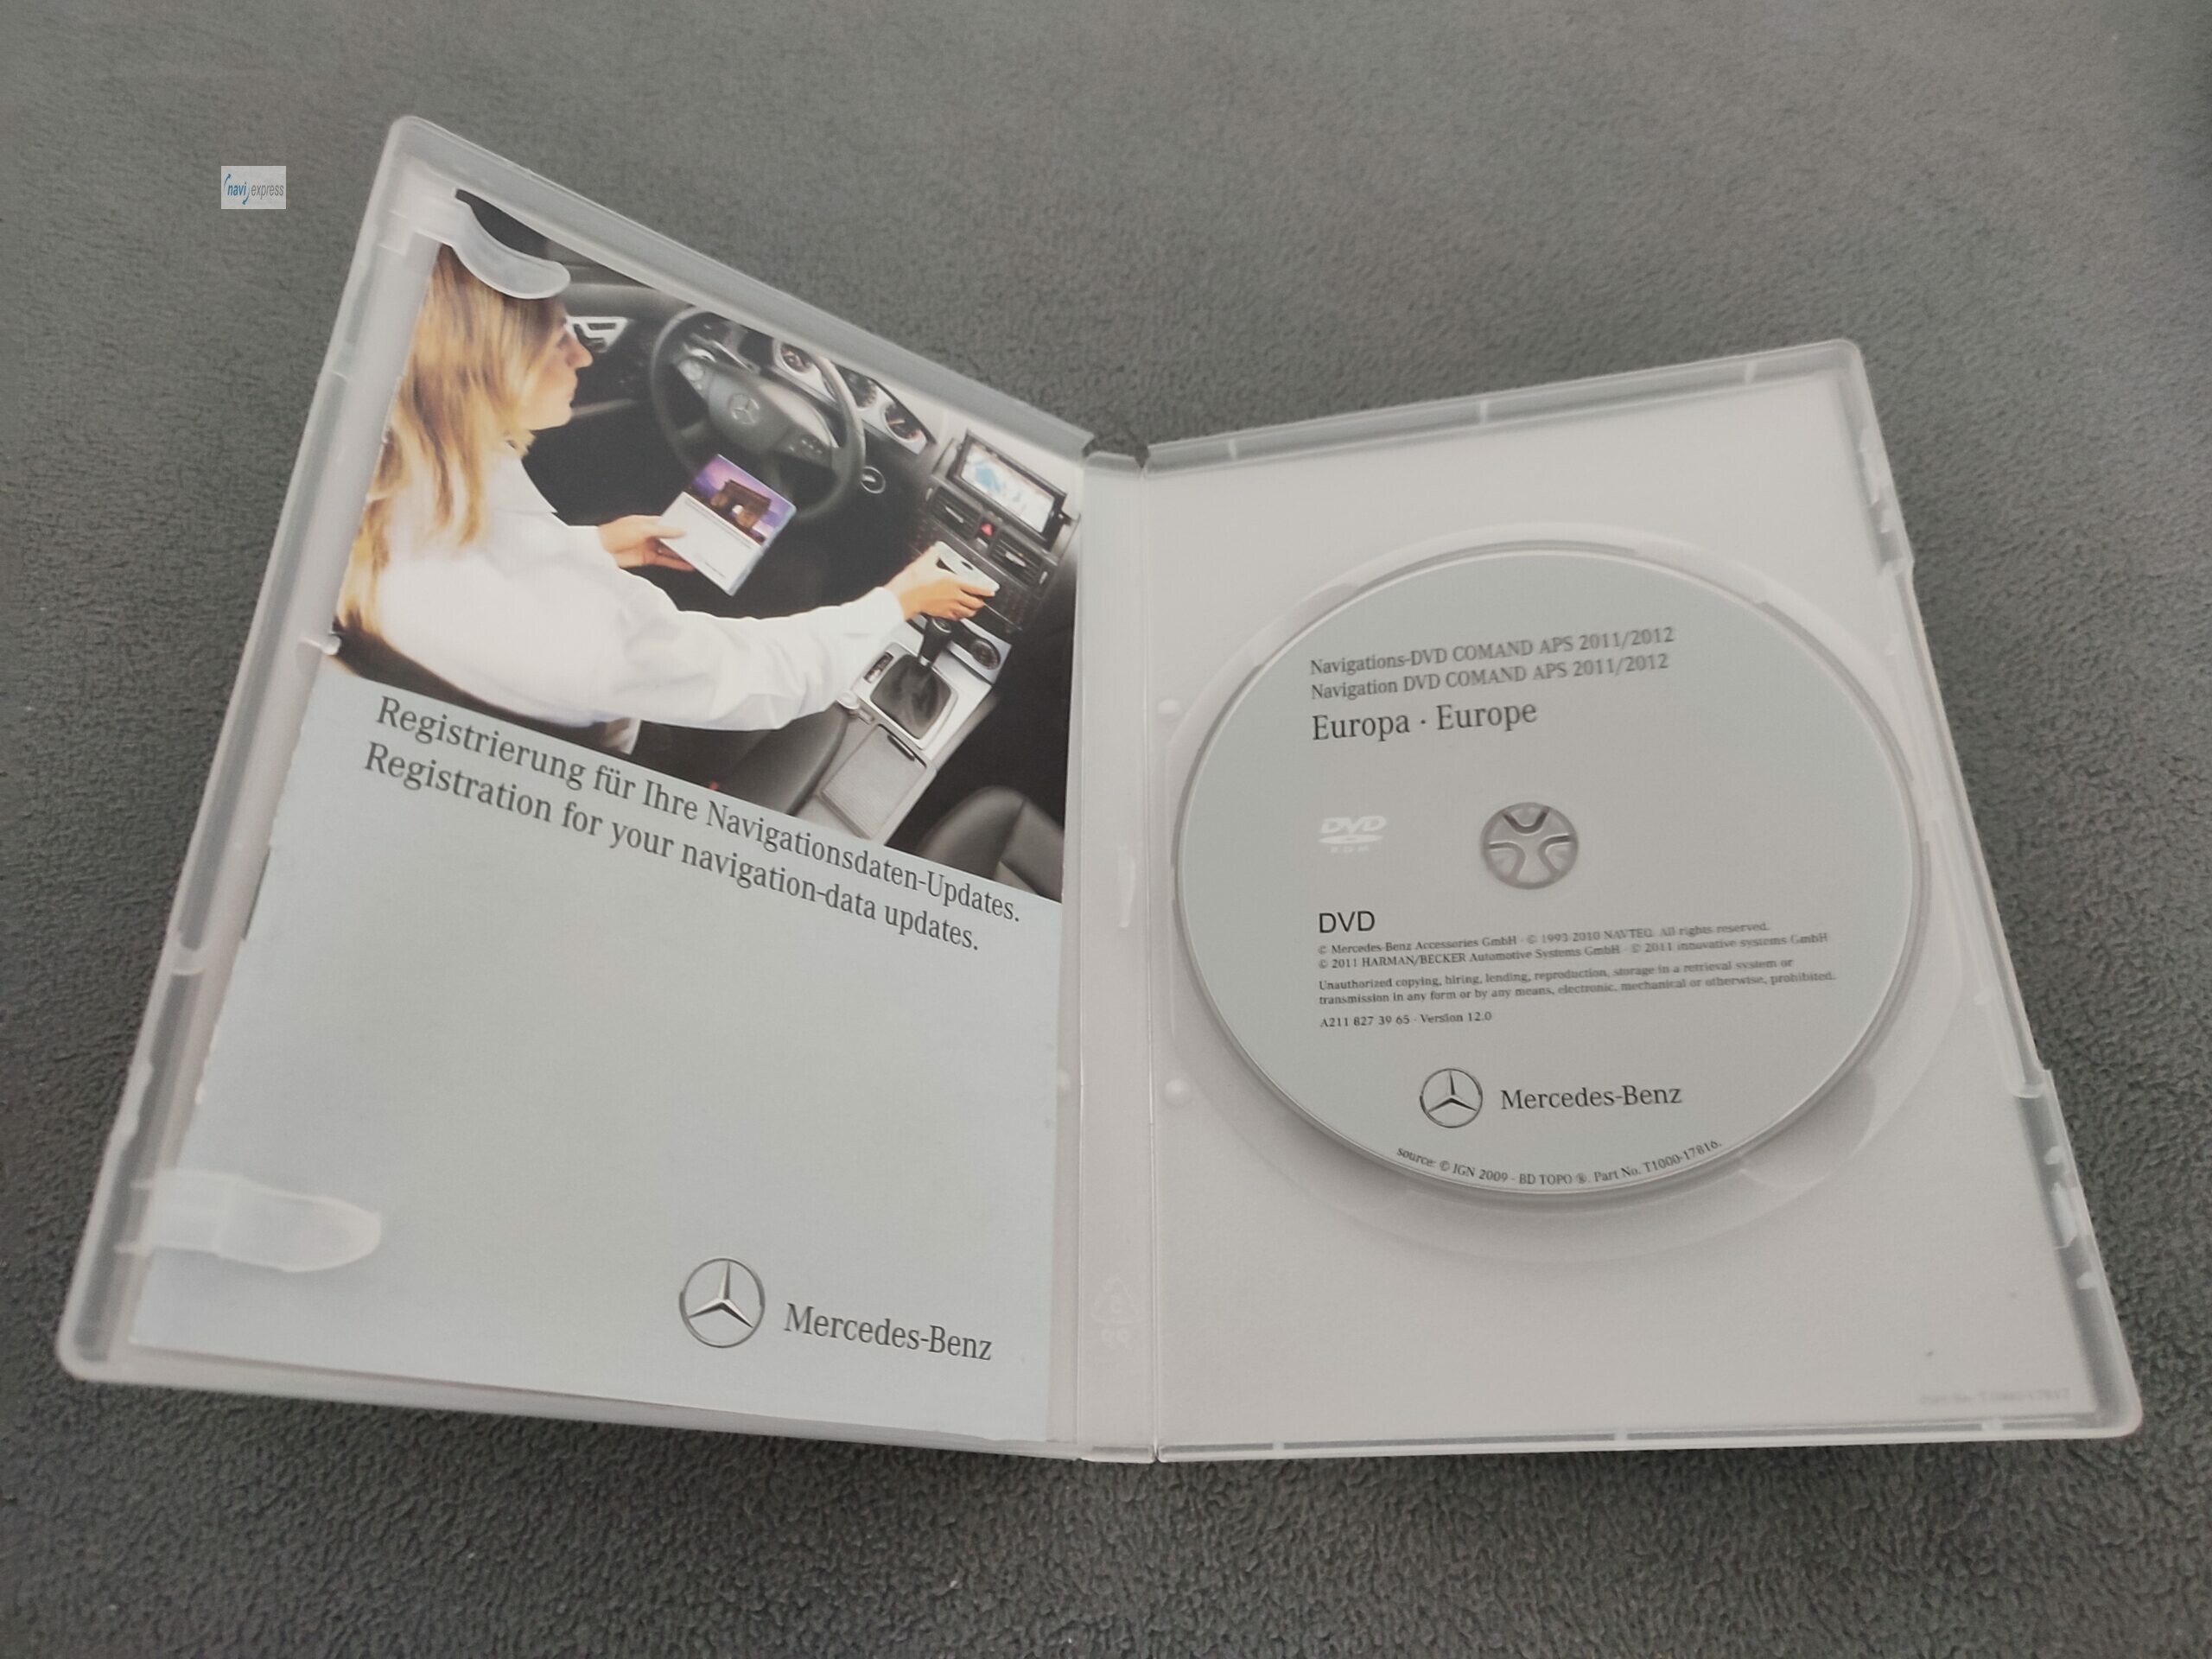 navi express
Registrierung für Ihre Navigationsdaten-Updates.
Registration for your navigation-data updates.
Mercedes-Benz
Navigations-DVD COMAND APS 2011/2012
Navigation DVD COMAND APS 2011/2012
Europa · Europe
DVD
ROM
DVD
© Mercedes-Benz Accessories GmbH · © 1993-2010 NAVTEQ. All rights reserved.
© 2011 HARMAN/BECKER Automotive Systems GmbH · © 2011 innovative systems GmbH
Unauthorized copying, hiring, lending, reproduction, storage in a retrieval system or
transmission in any form or by any means, electronic, mechanical or otherwise, prohibited.
A211 827 39 65 · Version 12.0
Mercedes-Benz
source: © IGN 2009 - BD TOPO ®. Part No. T1000-17816.